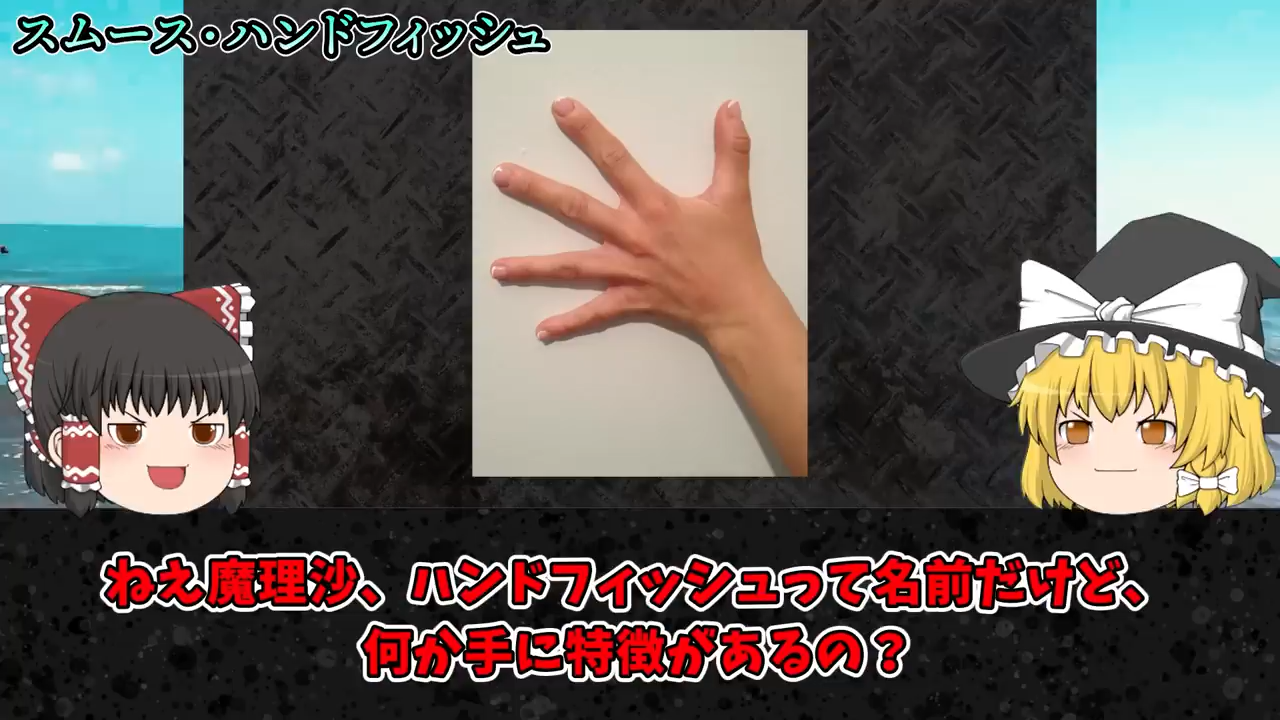 スムース・ハンドフィッシュ
ねえ魔理沙、ハンドフィッシュって名前だけど、
何か手に特徴があるの？